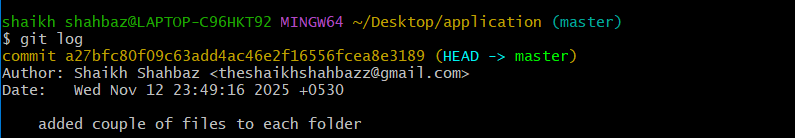 shaikh shahbaz@LAPTOP-C96HKT92 MINGW64 ~/Desktop/application (master)
$ git log
commit a27bfc80f09c63add4ac46e2f16556fcea8e3189 (HEAD -> master)
Author: Shaikh Shahbaz <theshaikhshahbazz@gmail.com>
Date:   Wed Nov 12 23:49:16 2025 +0530
    added couple of files to each folder